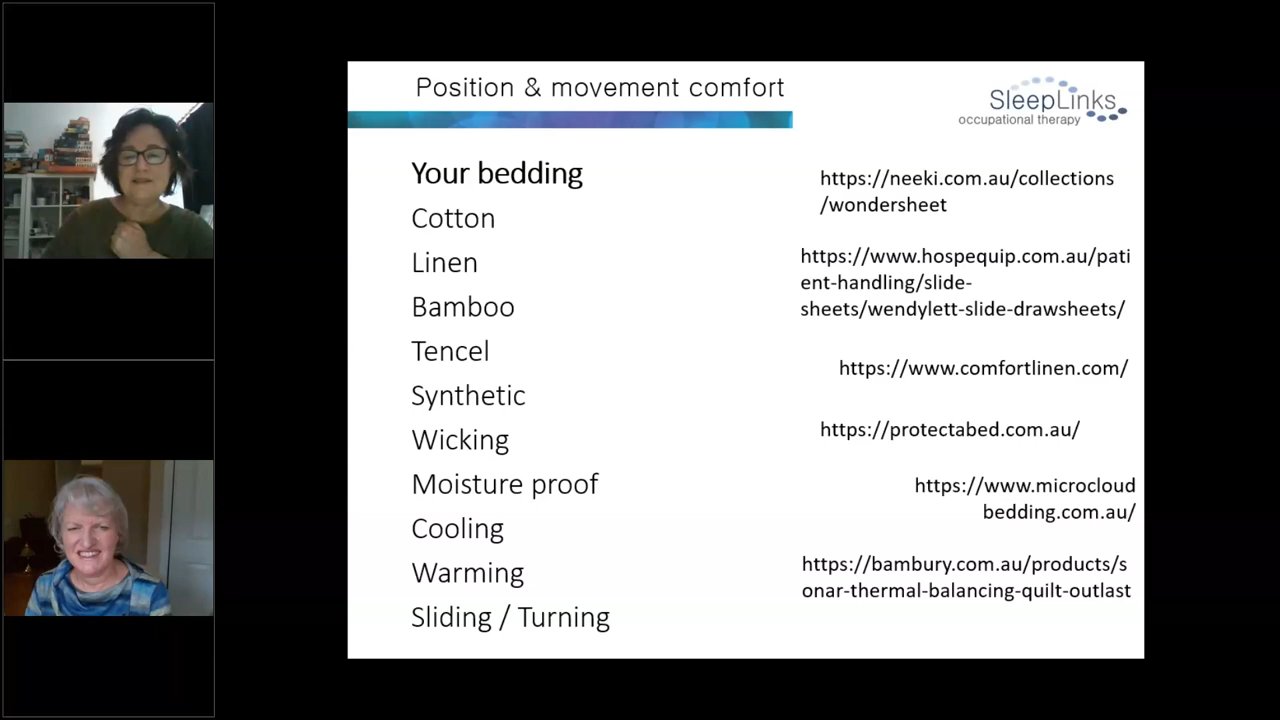 Position & movement comfort
SleepLinks
occupational therapy
Your bedding
Cotton
Linen
Bamboo
Tencel
Synthetic
Wicking
Moisture proof
Cooling
Warming
Sliding / Turning
https://neeki.com.au/collections
/wondersheet
https://www.hospequip.com.au/pati
ent-handling/slide-
sheets/wendylett-slide-drawsheets/
https://www.comfortlinen.com/
https://protectabed.com.au/
https://www.microcloud
bedding.com.au/
https://bambury.com.au/products/s
onar-thermal-balancing-quilt-outlast